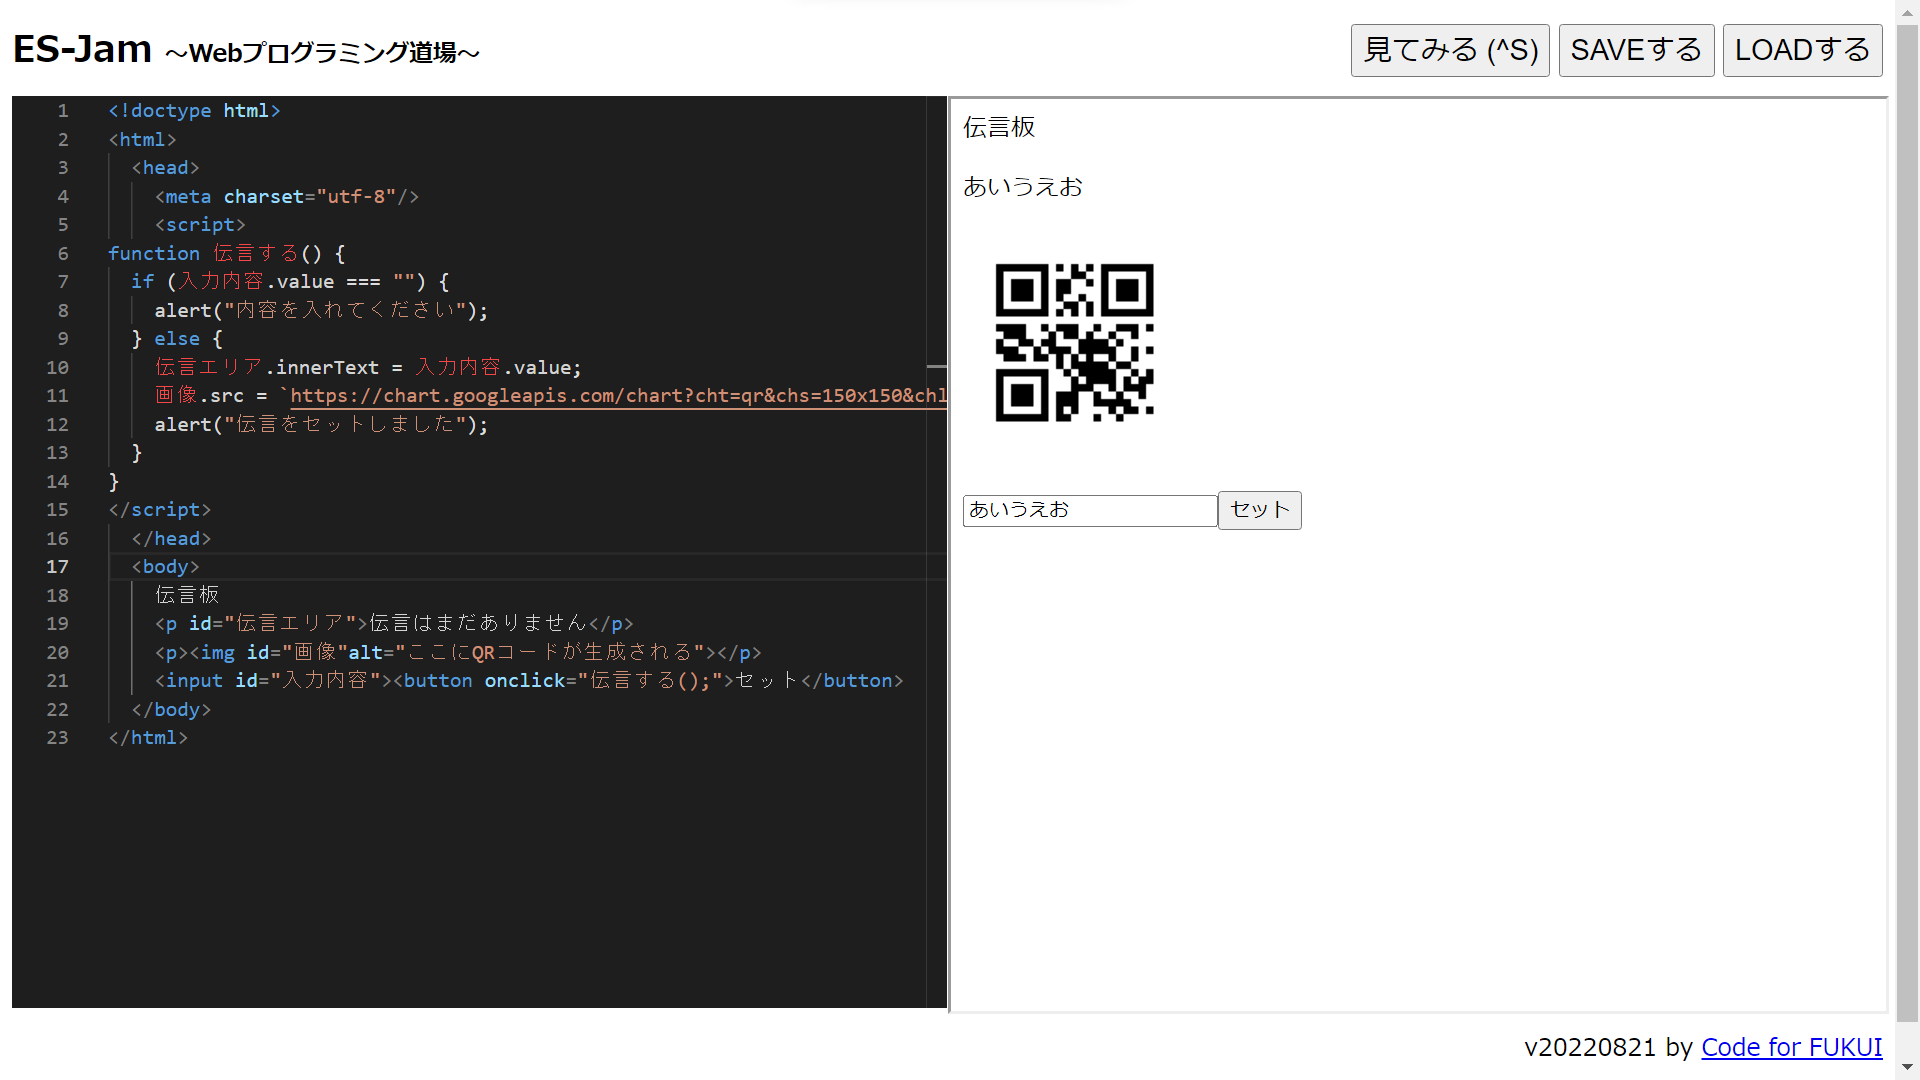 ES-Jam ～Webプログラミング道場～
見てみる (^S) SAVEする LOADする
1 <!doctype html>
2 <html>
3 <head>
4 <meta charset="utf-8"/>
5 <script>
6 function 伝言する() {
7 if (入力内容.value === "") {
8 alert("内容を入れてください");
9 } else {
10 伝言エリア.innerText = 入力内容.value;
11 画像.src = `https://chart.googleapis.com/chart?cht=qr&chs=150x150&chl
12 alert("伝言をセットしました");
13 }
14 }
15 </script>
16 </head>
17 <body>
18 伝言板
19 <p id="伝言エリア">伝言はまだありません</p>
20 <p><img id="画像"alt="ここにQRコードが生成される"></p>
21 <input id="入力内容"><button onclick="伝言する();">セット</button>
22 </body>
23 </html>
伝言板
あいうえお
あいうえお セット
v20220821 by Code for FUKUI